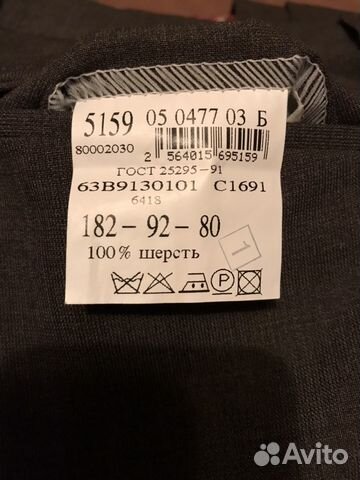 5159 05 0477 03 Б
80002030
2 564015 695159
ГОСТ 25295-91
63В9130101 С1691
6418
182-92-80
1
100% шерсть
P
Avito